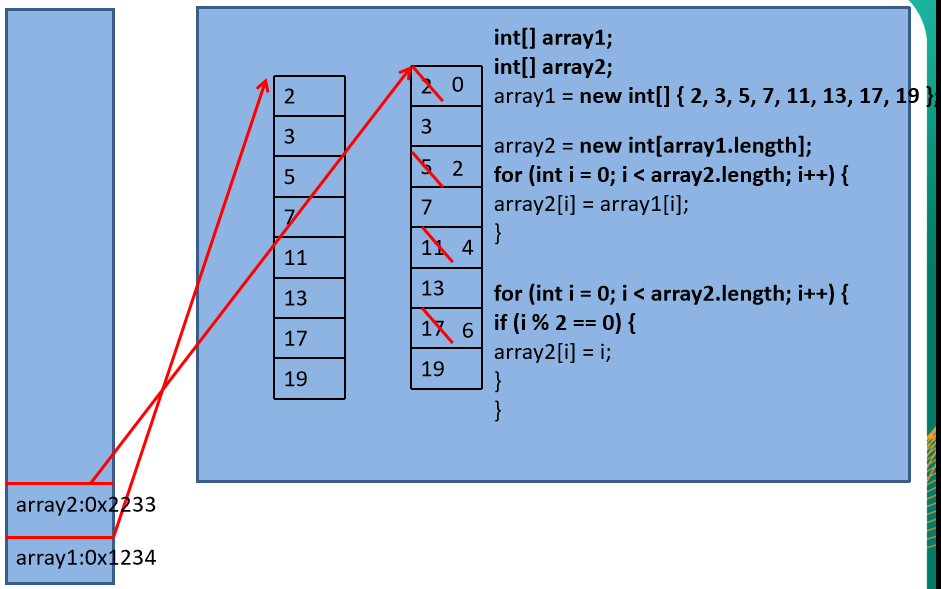 int[] array1;
int[] array2;
array1 = new int[] { 2, 3, 5, 7, 11, 13, 17, 19 };
array2 = new int[array1.length];
for (int i = 0; i < array2.length; i++) {
array2[i] = array1[i];
}
for (int i = 0; i < array2.length; i++) {
if (i % 2 == 0) {
array2[i] = i;
}
}
2
3
5
7
11
13
17
19
2 0
3
5 2
7
11 4
13
17 6
19
array2:0x2233
array1:0x1234